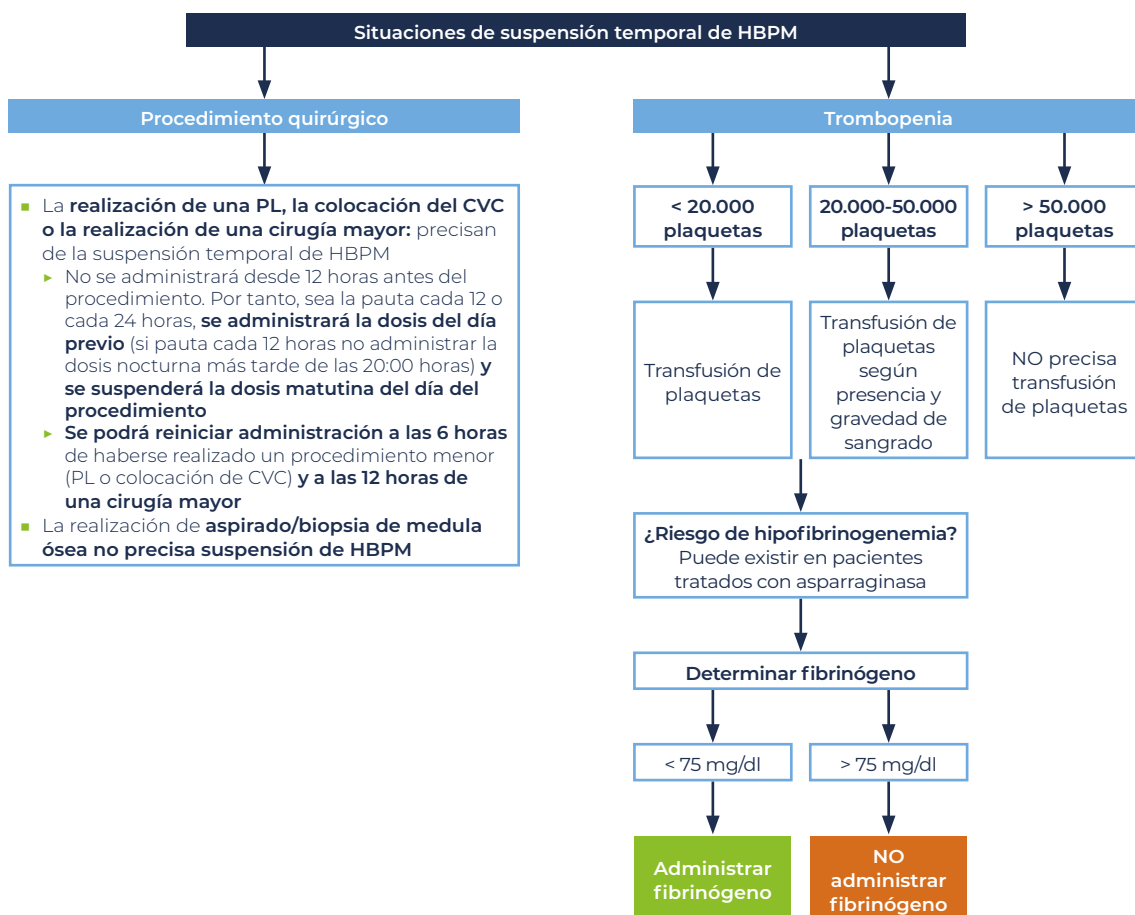 Situaciones de suspensión temporal de HBPM
Procedimiento quirúrgico
■ La realización de una PL, la colocación del CVC
o la realización de una cirugía mayor: precisan
de la suspensión temporal de HBPM
► No se administrará desde 12 horas antes del
procedimiento. Por tanto, sea la pauta cada 12 o
cada 24 horas, se administrará la dosis del día
previo (si pauta cada 12 horas no administrar la
dosis nocturna más tarde de las 20:00 horas) y
se suspenderá la dosis matutina del día del
procedimiento
► Se podrá reiniciar administración a las 6 horas
de haberse realizado un procedimiento menor
(PL o colocación de CVC) y a las 12 horas de
una cirugía mayor
■ La realización de aspirado/biopsia de medula
ósea no precisa suspensión de HBPM
Trombopenia
< 20.000
plaquetas
20.000-50.000
plaquetas
> 50.000
plaquetas
Transfusión de
plaquetas
Transfusión de
plaquetas
según
presencia y
gravedad de
sangrado
NO precisa
transfusión
de plaquetas
¿Riesgo de hipofibrinogenemia?
Puede existir en pacientes
tratados con asparraginasa
Determinar fibrinógeno
< 75 mg/dl
> 75 mg/dl
Administrar
fibrinógeno
NO
administrar
fibrinógeno